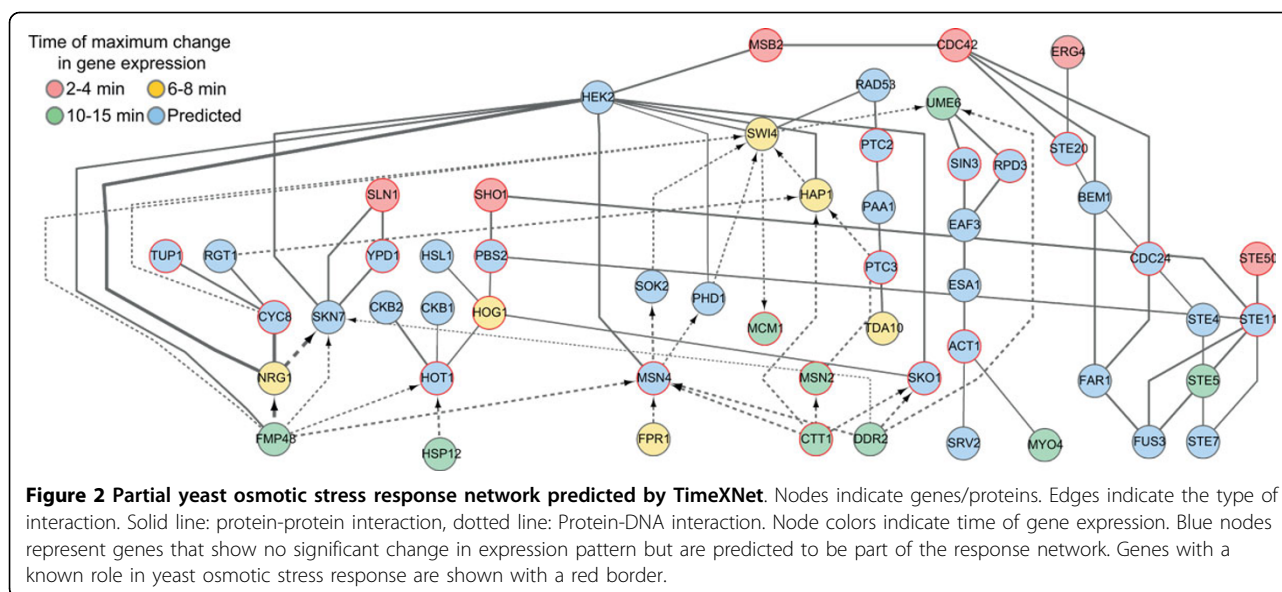 Time of maximum change
in gene expression
2-4 min 6-8 min
10-15 min Predicted
MSB2 CDC42 ERG4
HEK2 RAD53 UME6
SWI4 PTC2 SIN3 RPD3 STE20
SLN1 SHO1 HAP1 PAA1 EAF3 BEM1
TUP1 RGT1 YPD1 HSL1 PBS2 PTC3 CDC24 STE50
SOK2 PHD1 ESA1
CYC8 SKN7 CKB2 CKB1 HOG1 MCM1 TDA10 ACT1 STE4 STE11
NRG1 HOT1 MSN4 MSN2 SKO1 FAR1 STE5
FMP48 HSP12 FPR1 CTT1 DDR2 SRV2 MYO4 FUS3 STE7
Figure 2 Partial yeast osmotic stress response network predicted by TimeXNet. Nodes indicate genes/proteins. Edges indicate the type of
interaction. Solid line: protein-protein interaction, dotted line: Protein-DNA interaction. Node colors indicate time of gene expression. Blue nodes
represent genes that show no significant change in expression pattern but are predicted to be part of the response network. Genes with a
known role in yeast osmotic stress response are shown with a red border.